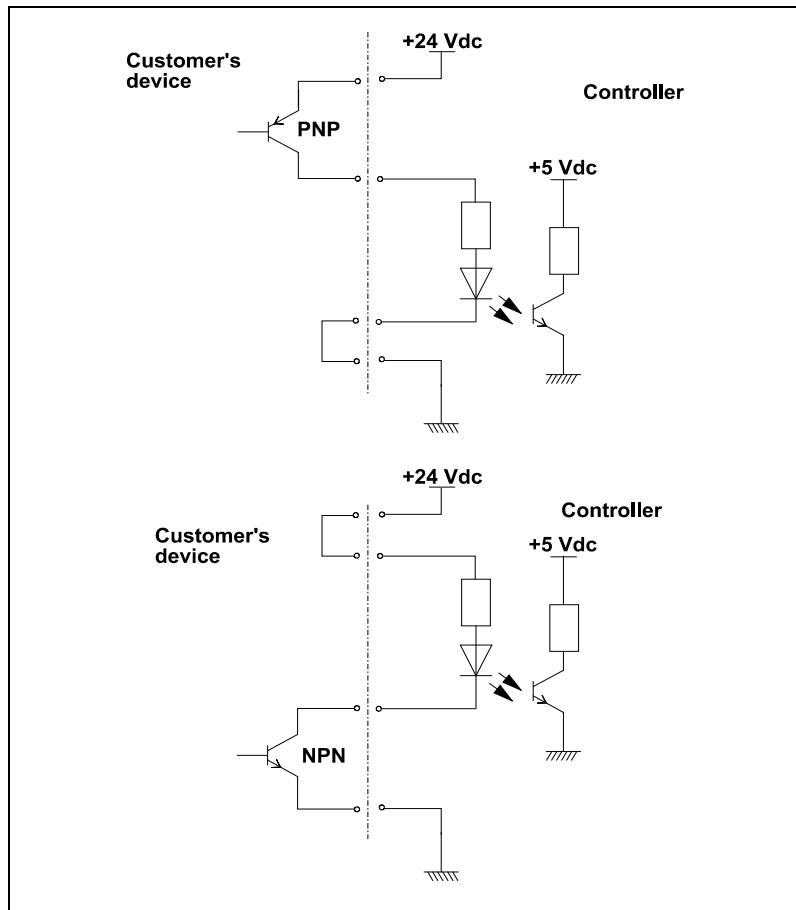 +24 Vdc
Customer's
device
Controller
PNP
+5 Vdc
+24 Vdc
Controller
Customer's
device
+5 Vdc
NPN